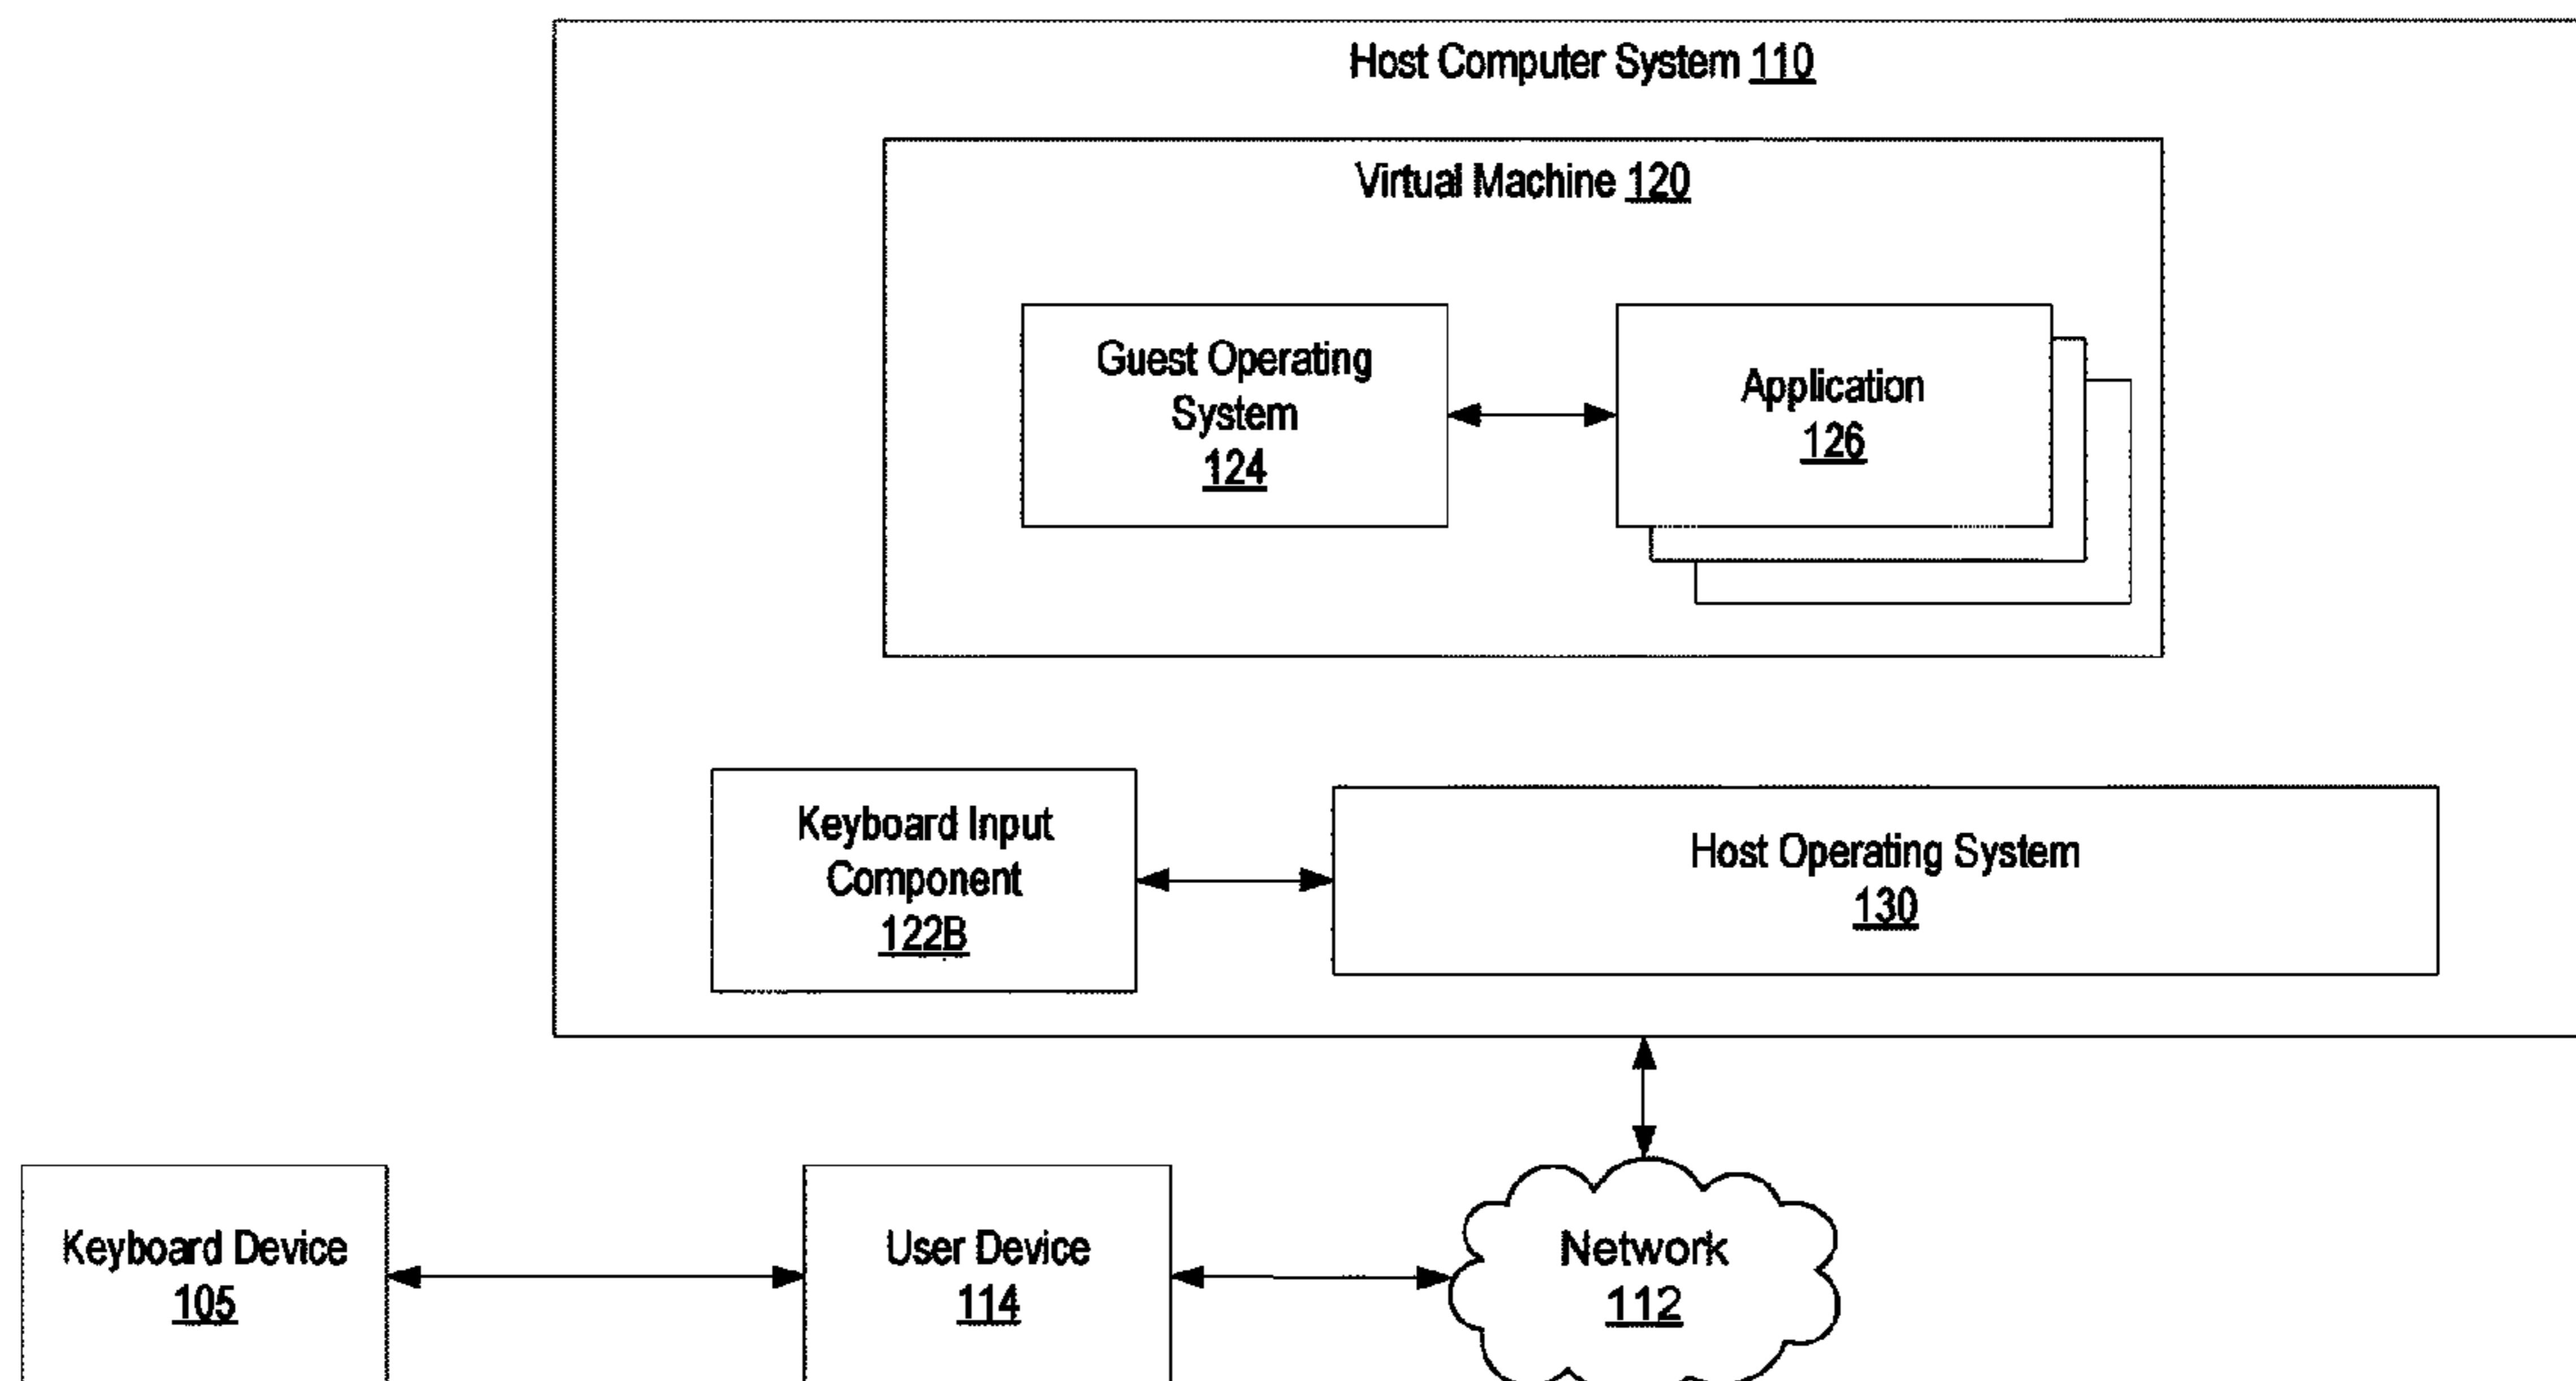 Host Computer System 110
Virtual Machine 120
Guest Operating
System
124
Application
126
Keyboard Input
Component
122B
Host Operating System
130
Keyboard Device
105
User Device
114
Network
112